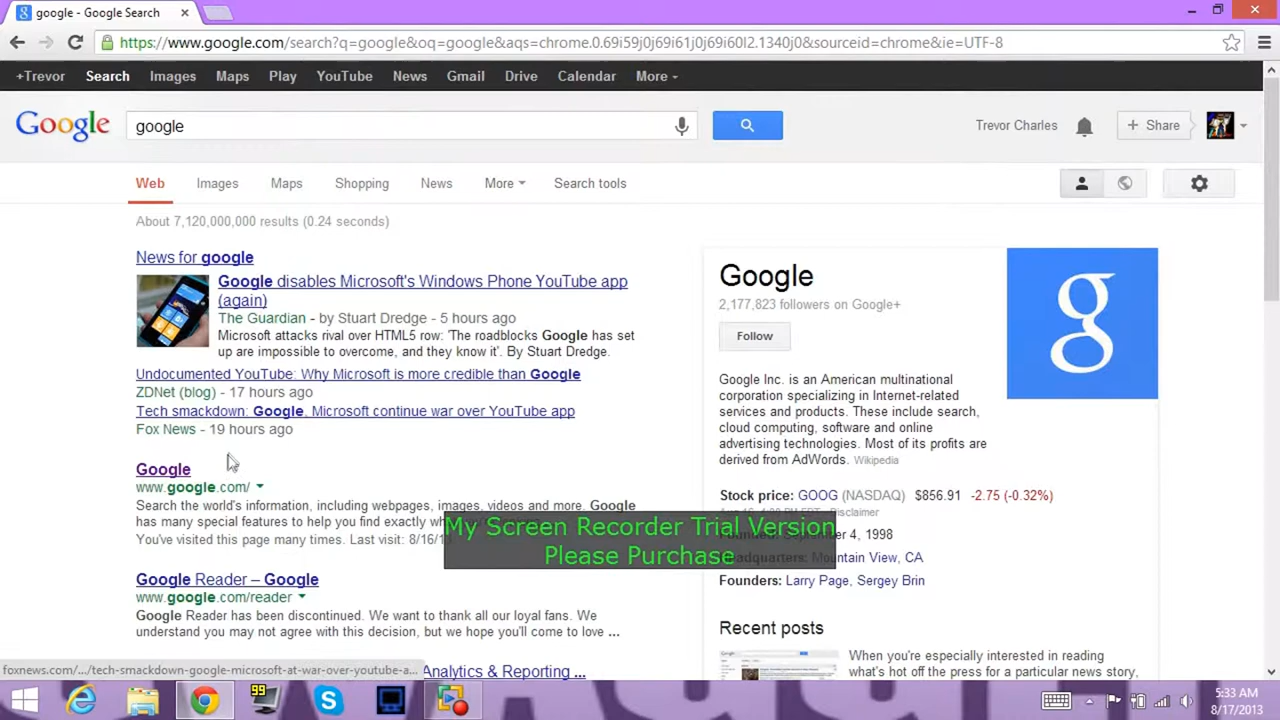 google - Google Search
https://www.google.com/search?q=google&oq=google&aqs=chrome.0.69i59j0j69i61j0j69i60l2.1340j0&sourceid=chrome&ie=UTF-8
+Trevor Search Images Maps Play YouTube News Gmail Drive Calendar More
Google google Trevor Charles + Share
Web Images Maps Shopping News More Search tools
About 7,120,000,000 results (0.24 seconds)
News for google
Google disables Microsoft's Windows Phone YouTube app
(again)
The Guardian - by Stuart Dredge - 5 hours ago
Microsoft attacks rival over HTML5 row: 'The roadblocks Google has set
up are impossible to overcome, and they know it'. By Stuart Dredge.
Undocumented YouTube: Why Microsoft is more credible than Google
ZDNet (blog) - 17 hours ago
Tech smackdown: Google, Microsoft continue war over YouTube app
Fox News - 19 hours ago
Google
www.google.com/
Search the world's information, including webpages, images, videos and more. Google
has many special features to help you find exactly
You've visited this page many times. Last visit: 8/16/13
Google Reader – Google
www.google.com/reader
Google Reader has been discontinued. We want to thank all our loyal fans. We
understand you may not agree with this decision, but we hope you'll come to love ...
Analytics & Reporting ...
foxnews.com/.../tech-smackdown-google-microsoft-at-war-over-youtube-a...
Google
2,177,823 followers on Google+
Follow
g
Google Inc. is an American multinational
corporation specializing in Internet-related
services and products. These include search,
cloud computing, software and online
advertising technologies. Most of its profits are
derived from AdWords. Wikipedia
Stock price: GOOG (NASDAQ) $856.91 -2.75 (-0.32%)
Disclaimer
September 4, 1998
Headquarters: Mountain View, CA
Founders: Larry Page, Sergey Brin
Recent posts
When you're especially interested in reading
what's hot off the press for a particular news story,
My Screen Recorder Trial Version
Please Purchase
99
5:33 AM
8/17/2013